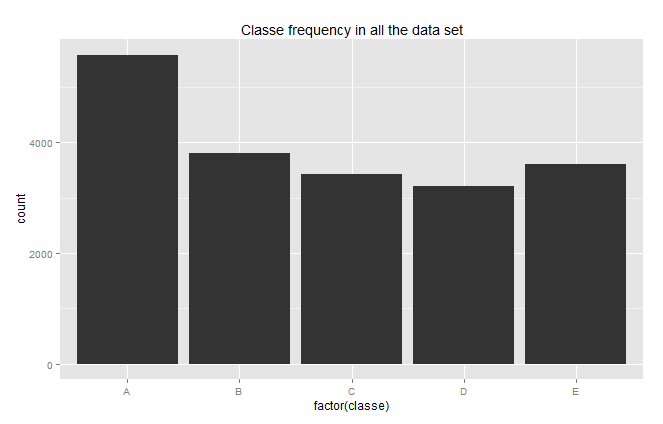 Classe frequency in all the data set
count
4000
2000
0
A B C D E
factor(classe)